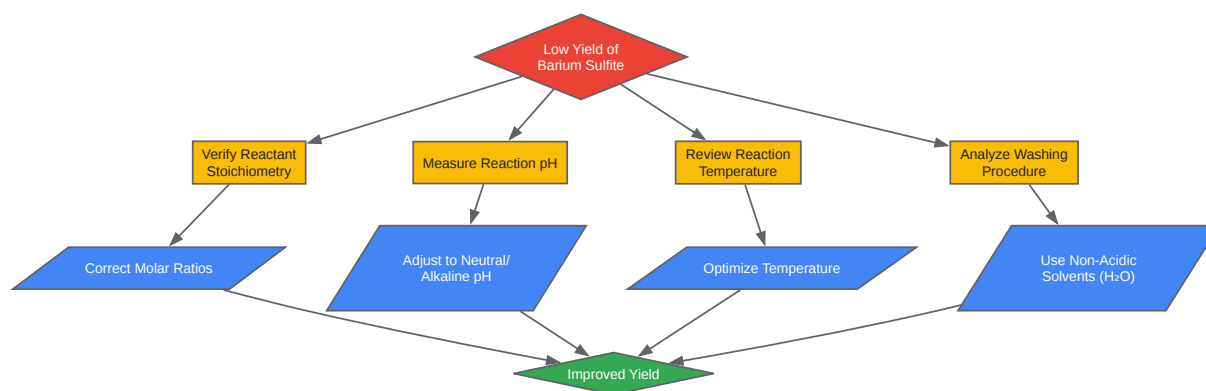 Low Yield of
Barium Sulfite
Verify Reactant
Stoichiometry
Measure Reaction pH
Review Reaction
Temperature
Analyze Washing
Procedure
Correct Molar Ratios
Adjust to Neutral/
Alkaline pH
Optimize Temperature
Use Non-Acidic
Solvents (H₂O)
Improved Yield